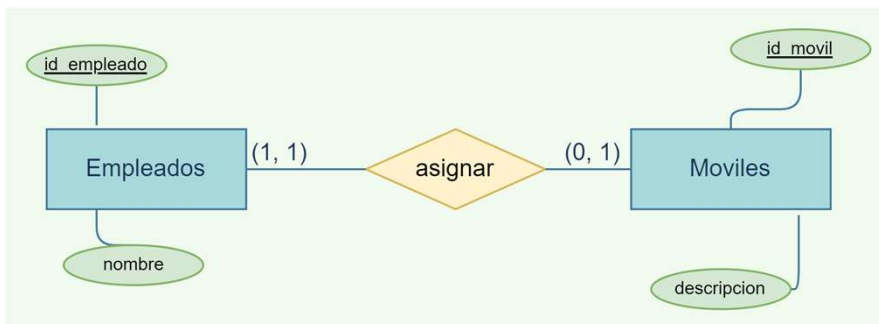 id_empleado
id_movil
Empleados
(1, 1)
asignar
(0, 1)
Moviles
nombre
descripcion